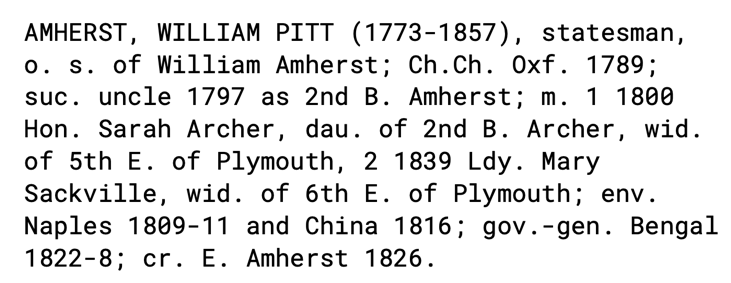 AMHERST, WILLIAM PITT (1773-1857), statesman,
o. s. of William Amherst; Ch.Ch. Oxf. 1789;
suc. uncle 1797 as 2nd B. Amherst; m. 1 1800
Hon. Sarah Archer, dau. of 2nd B. Archer, wid.
of 5th E. of Plymouth, 2 1839 Ldy. Mary
Sackville, wid. of 6th E. of Plymouth; env.
Naples 1809-11 and China 1816; gov.-gen. Bengal
1822-8; cr. E. Amherst 1826.